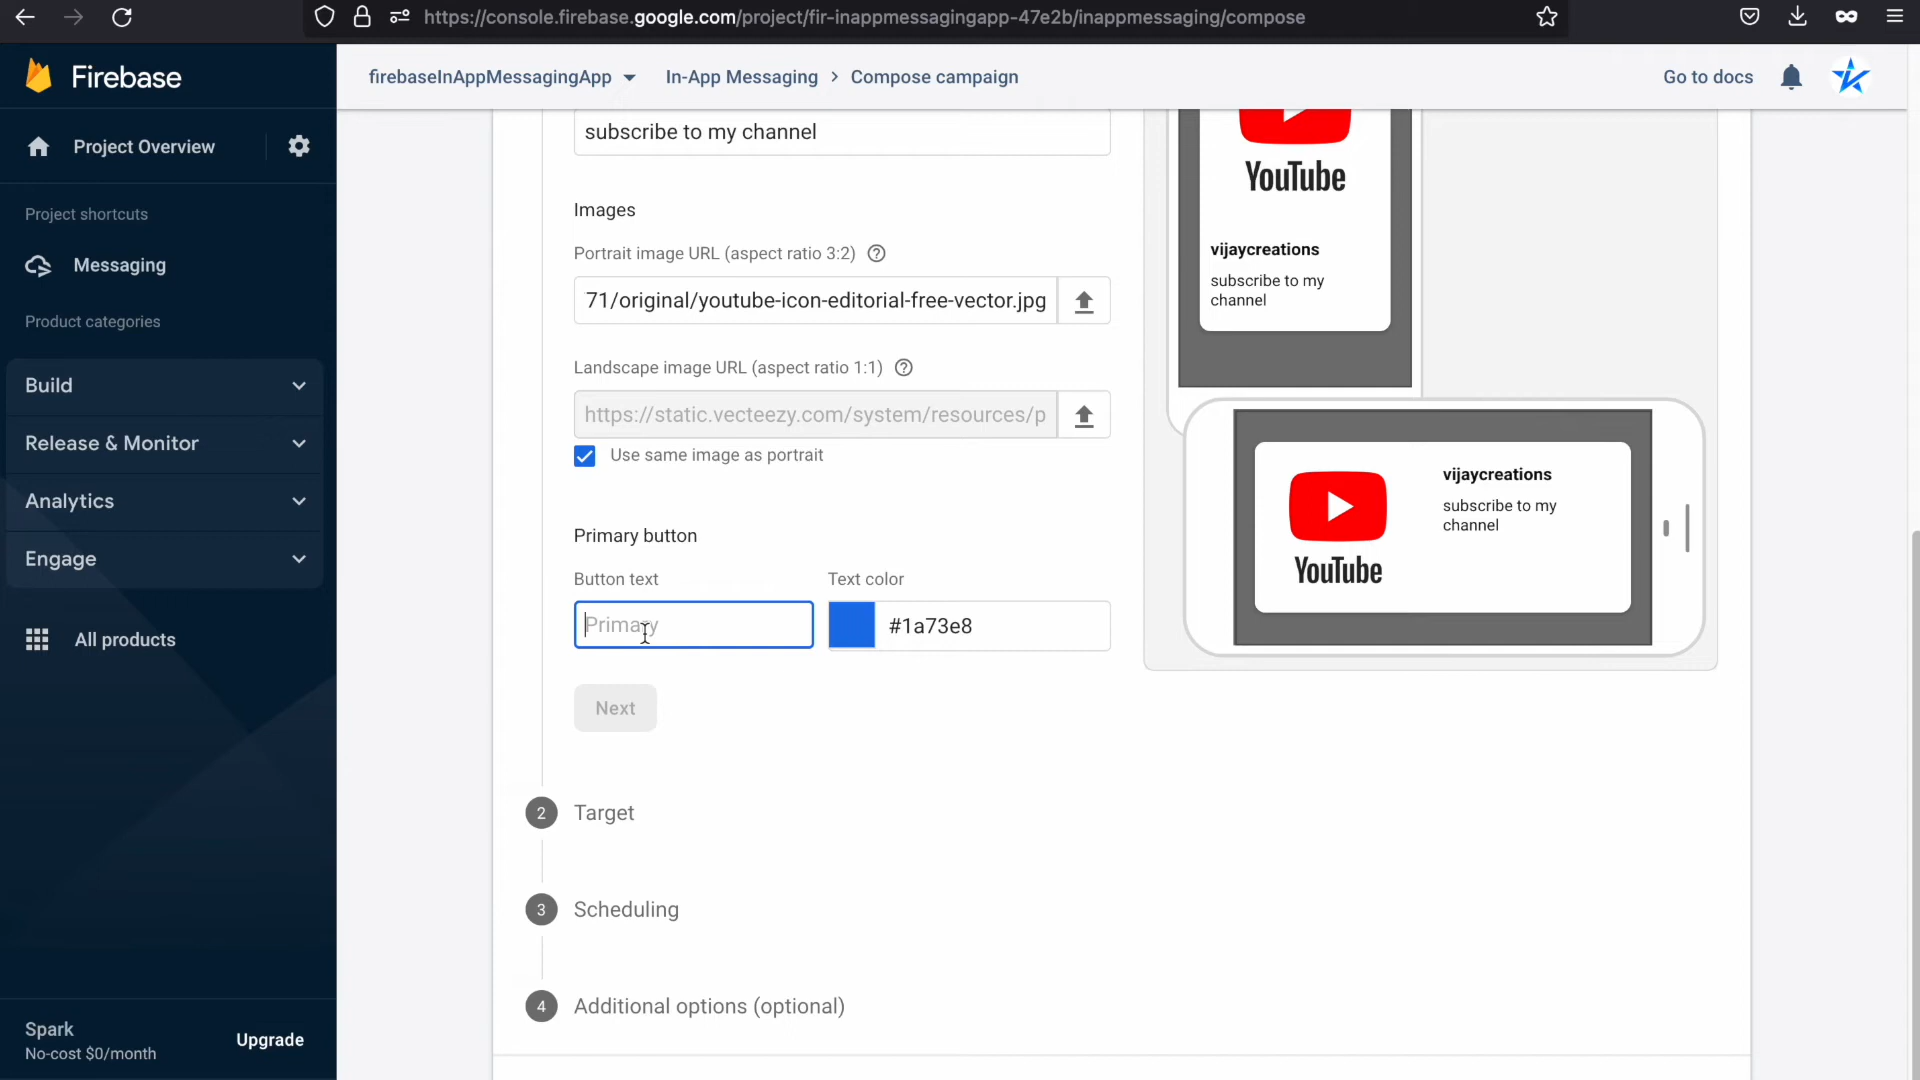 https://console.firebase.google.com/project/fir-inappmessagingapp-47e2b/inappmessaging/compose
Firebase
firebaseInAppMessagingApp
In-App Messaging > Compose campaign
Go to docs
Project Overview
Project shortcuts
Messaging
Product categories
Build
Release & Monitor
Analytics
Engage
All products
Spark
No-cost $0/month
Upgrade
subscribe to my channel
Images
Portrait image URL (aspect ratio 3:2)
71/original/youtube-icon-editorial-free-vector.jpg
Landscape image URL (aspect ratio 1:1)
https://static.vecteezy.com/system/resources/p
Use same image as portrait
Primary button
Button text
Text color
Primary
#1a73e8
Next
2 Target
3 Scheduling
4 Additional options (optional)
YouTube
vijaycreations
subscribe to my
channel
YouTube
vijaycreations
subscribe to my
channel